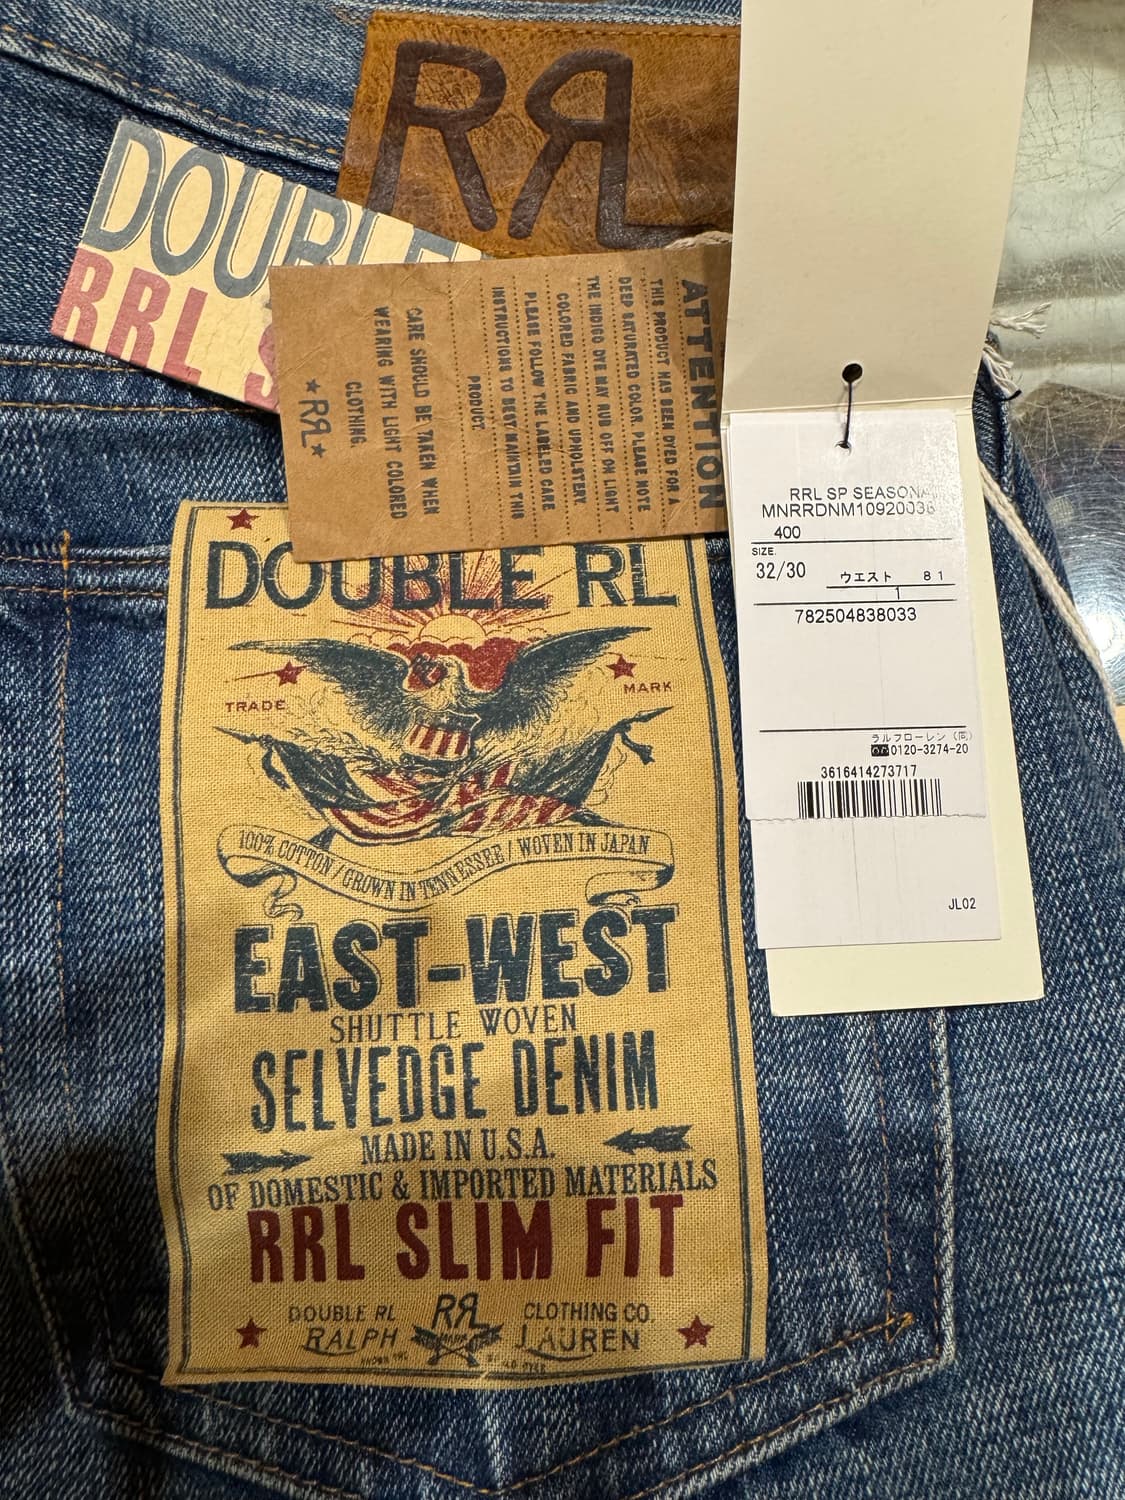 RRL
DOUBLE
RRL S
ATTENTION
THIS PRODUCT HAS BEEN DYED FOR A
DEEP SATURATED COLOR. PLEASE NOTE
THE INDIGO DYE MAY RUB OFF ON LIGHT
COLORED FABRIC AND UPHOLSTERY.
PLEASE FOLLOW THE LABELED CARE
INSTRUCTIONS TO BEST MAINTAIN THIS
PRODUCT.
CARE SHOULD BE TAKEN WHEN
WEARING WITH LIGHT COLORED
CLOTHING.
★ RRL ★
RRL SP SEASONA
MNRRDNM10920038
400
SIZE.
32/30
ウエスト 81
1
782504838033
ラルフローレン（同）
0120-3274-20
3616414273717
JL02
DOUBLE RL
TRADE MARK
100% COTTON / GROWN IN TENNESSEE / WOVEN IN JAPAN
EAST-WEST
SHUTTLE WOVEN
SELVEDGE DENIM
MADE IN U.S.A.
OF DOMESTIC & IMPORTED MATERIALS
RRL SLIM FIT
DOUBLE RL RRL CLOTHING CO.
RALPH LAUREN